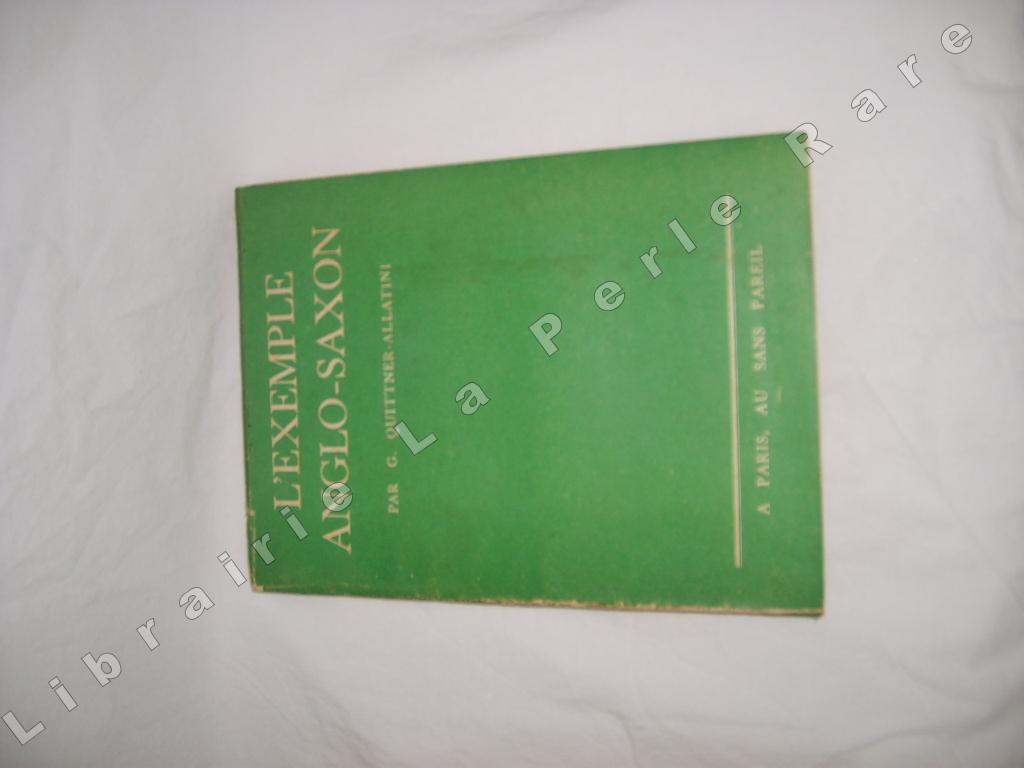 L'EXEMPLE
ANGLO-SAXON
PAR G. QUITTNER-ALLATINI
A PARIS, AU SANS PAREIL
Librairie La Perle Rare